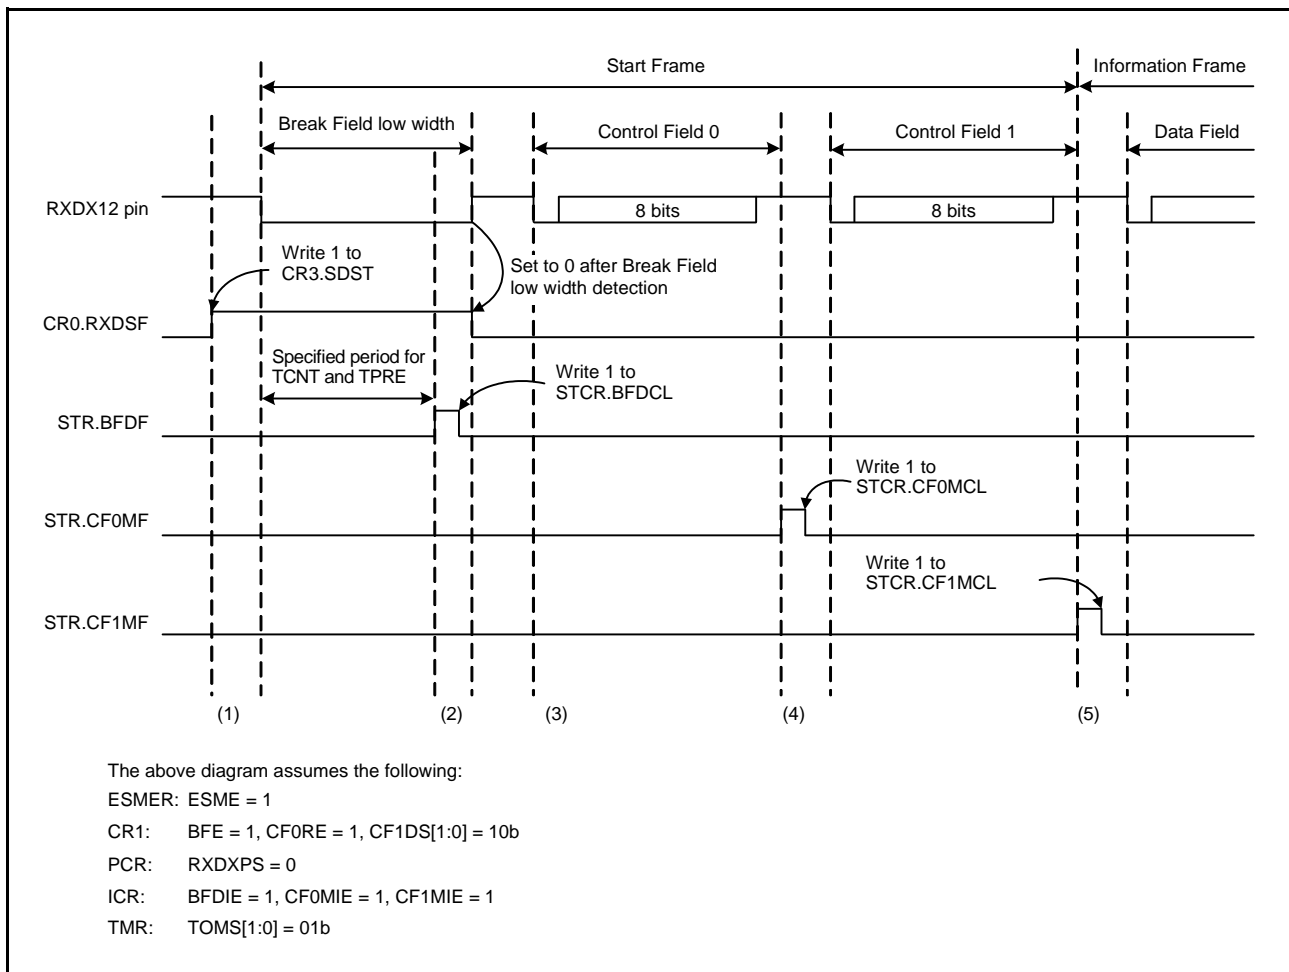 Start Frame
Information Frame
Break Field low width
Control Field 0
Control Field 1
Data Field
RXDX12 pin
8 bits
8 bits
Write 1 to
CR3.SDST
Set to 0 after Break Field
low width detection
CR0.RXDSF
Specified period for
TCNT and TPRE
Write 1 to
STCR.BFDCL
STR.BFDF
Write 1 to
STCR.CF0MCL
STR.CF0MF
Write 1 to
STCR.CF1MCL
STR.CF1MF
(1)
(2)
(3)
(4)
(5)
The above diagram assumes the following:
ESMER: ESME = 1
CR1: BFE = 1, CF0RE = 1, CF1DS[1:0] = 10b
PCR: RXDXPS = 0
ICR: BFDIE = 1, CF0MIE = 1, CF1MIE = 1
TMR: TOMS[1:0] = 01b